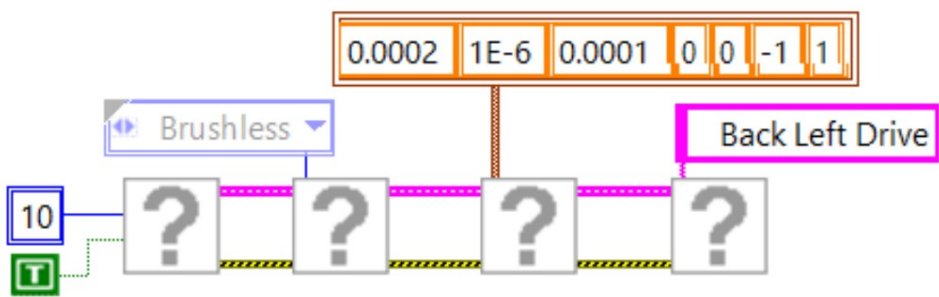 0.0002 1E-6 0.0001 0 0 -1 1
Brushless
Back Left Drive
10
? ? ? ?
T